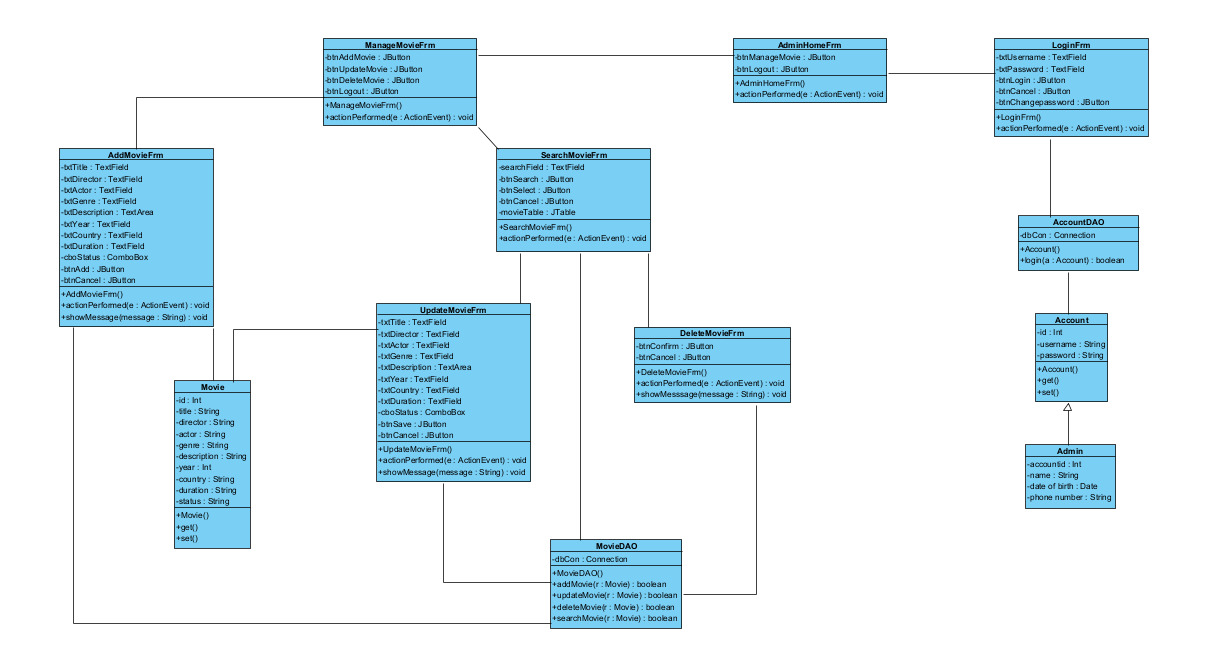 ManageMovieFrm
-btnAddMovie : JButton
-btnUpdateMovie : JButton
-btnDeleteMovie : JButton
-btnLogout : JButton
+ManageMovieFrm()
+actionPerformed(e : ActionEvent) : void
AdminHomeFrm
-btnManageMovie : JButton
-btnLogout : JButton
+AdminHomeFrm()
+actionPerformed(e : ActionEvent) : void
LoginFrm
-txtUsername : TextField
-txtPassword : TextField
-btnLogin : JButton
-btnCancel : JButton
-btnChangepassword : JButton
+LoginFrm()
+actionPerformed(e : ActionEvent) : void
AddMovieFrm
-txtTitle : TextField
-txtDirector : TextField
-txtActor : TextField
-txtGenre : TextField
-txtDescription : TextArea
-txtYear : TextField
-txtCountry : TextField
-txtDuration : TextField
-cboStatus : ComboBox
-btnAdd : JButton
-btnCancel : JButton
+AddMovieFrm()
+actionPerformed(e : ActionEvent) : void
+showMessage(message : String) : void
SearchMovieFrm
-searchField : TextField
-btnSearch : JButton
-btnSelect : JButton
-btnCancel : JButton
-movieTable : JTable
+SearchMovieFrm()
+actionPerformed(e : ActionEvent) : void
AccountDAO
-dbCon : Connection
+Account()
+login(a : Account) : boolean
UpdateMovieFrm
-txtTitle : TextField
-txtDirector : TextField
-txtActor : TextField
-txtGenre : TextField
-txtDescription : TextArea
-txtYear : TextField
-txtCountry : TextField
-txtDuration : TextField
-cboStatus : ComboBox
-btnSave : JButton
-btnCancel : JButton
+UpdateMovieFrm()
+actionPerformed(e : ActionEvent) : void
+showMessage(message : String) : void
DeleteMovieFrm
-btnConfirm : JButton
-btnCancel : JButton
+DeleteMovieFrm()
+actionPerformed(e : ActionEvent) : void
+showMesssage(message : String) : void
Account
-id : Int
-username : String
-password : String
+Account()
+get()
+set()
Movie
-id : Int
-title : String
-director : String
-actor : String
-genre : String
-description : String
-year : Int
-country : String
-duration : String
-status : String
+Movie()
+get()
+set()
Admin
-accountid : Int
-name : String
-date of birth : Date
-phone number : String
MovieDAO
-dbCon : Connection
+MovieDAO()
+addMovie(r : Movie) : boolean
+updateMovie(r : Movie) : boolean
+deleteMovie(r : Movie) : boolean
+searchMovie(r : Movie) : boolean